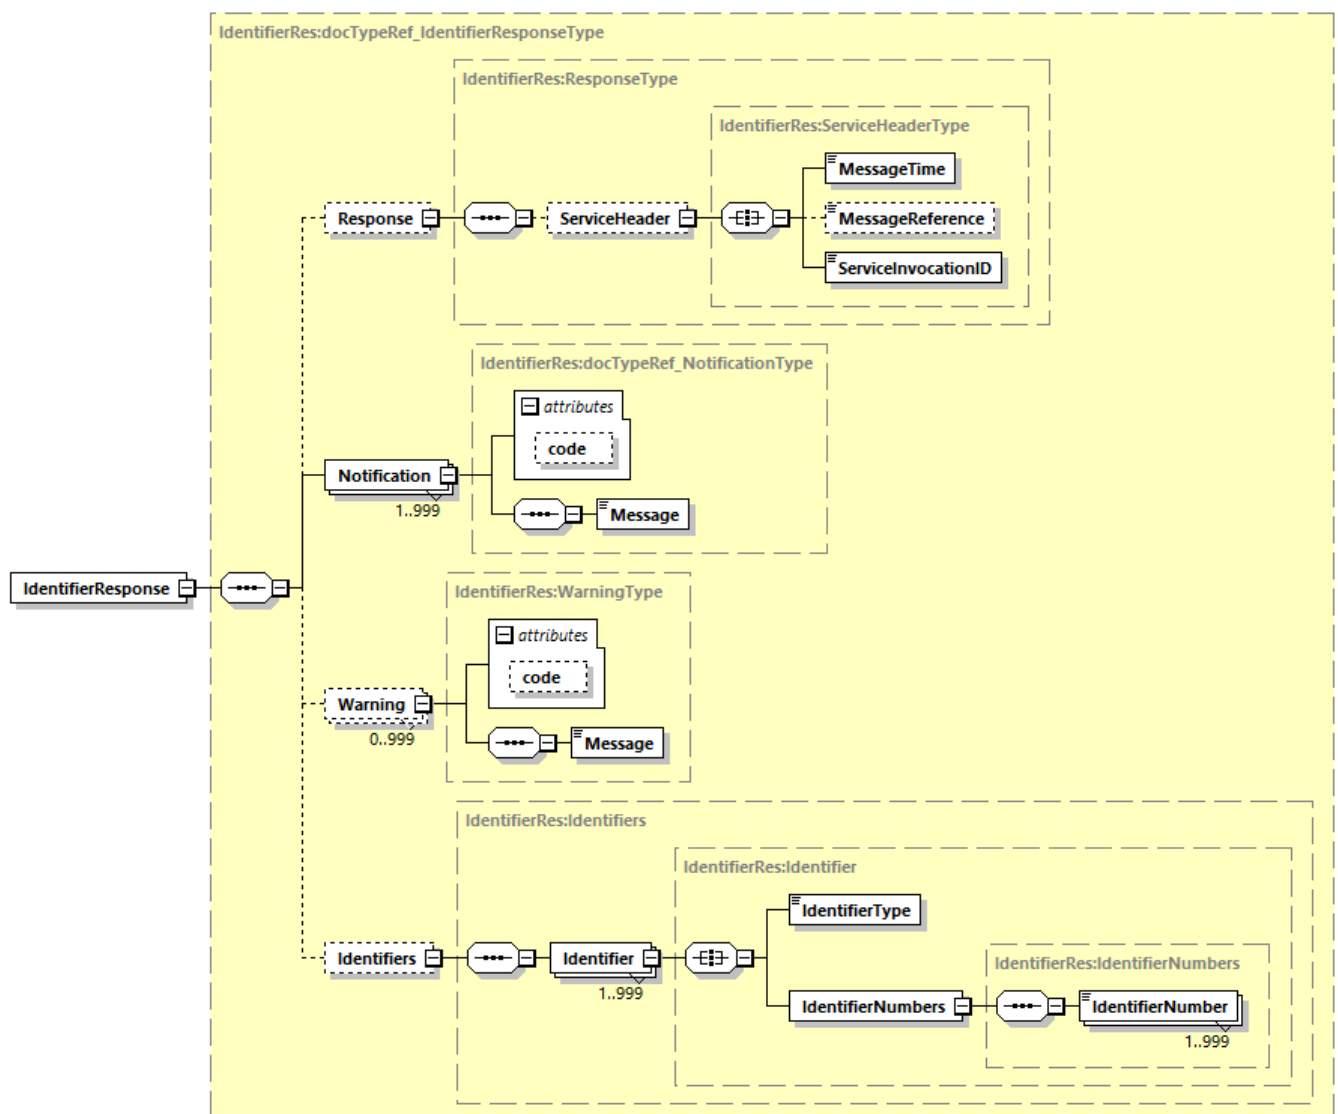 IdentifierRes:docTypeRef_IdentifierResponseType
IdentifierRes:ResponseType
IdentifierRes:ServiceHeaderType
MessageTime
Response
ServiceHeader
MessageReference
ServiceInvocationID
IdentifierRes:docTypeRef_NotificationType
attributes
code
Notification
1..999
Message
IdentifierResponse
IdentifierRes:WarningType
attributes
code
Warning
0..999
Message
IdentifierRes:Identifiers
IdentifierRes:Identifier
IdentifierType
Identifiers
Identifier
1..999
IdentifierRes:IdentifierNumbers
IdentifierNumbers
IdentifierNumber
1..999